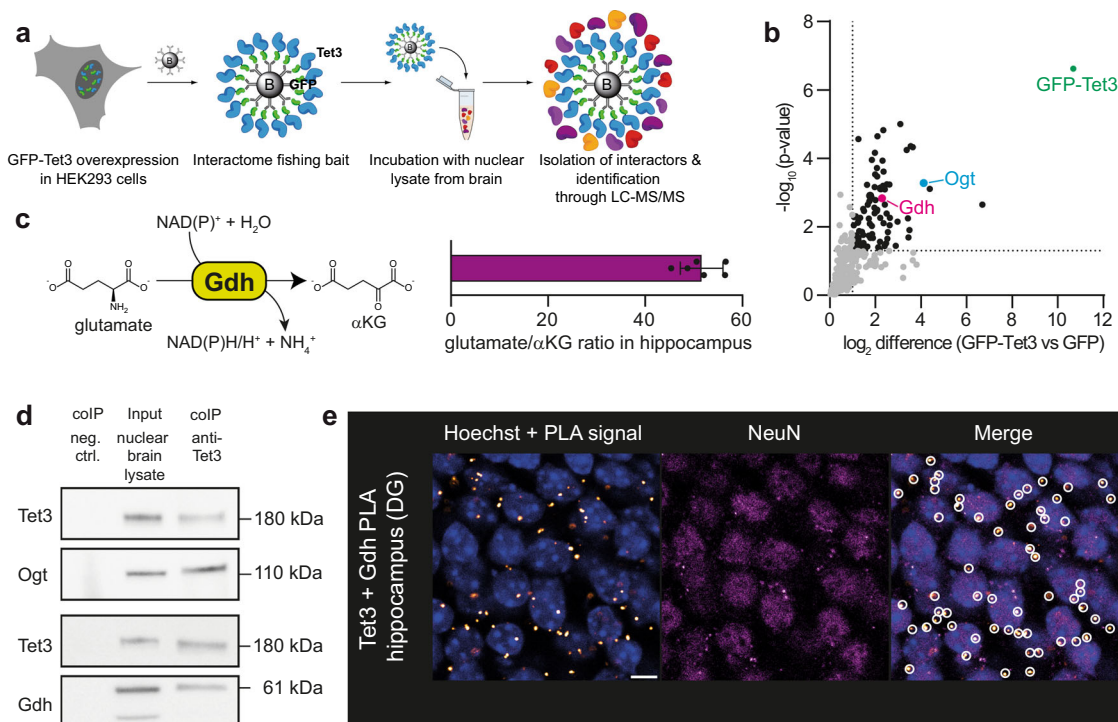 a
B
B
Tet3
GFP
B
GFP-Tet3 overexpression
in HEK293 cells
Interactome fishing bait
Incubation with nuclear
lysate from brain
Isolation of interactors &
identification
through LC-MS/MS
b
8
6
4
2
0
-log₁₀ (p-value)
GFP-Tet3
Ogt
Gdh
0 2 4 6 8 10 12
log₂ difference (GFP-Tet3 vs GFP)
c
NAD(P)⁺ + H₂O
Gdh
NAD(P)H/H⁺ + NH₄⁺
O O
⁻O O⁻
NH₂
glutamate
O O
⁻O O⁻
O
αKG
0 20 40 60
glutamate/αKG ratio in hippocampus
d
coIP
neg.
ctrl.
Input
nuclear
brain
lysate
coIP
anti-
Tet3
Tet3
180 kDa
Ogt
110 kDa
Tet3
180 kDa
Gdh
61 kDa
e
Hoechst + PLA signal
NeuN
Merge
Tet3 + Gdh PLA
hippocampus (DG)